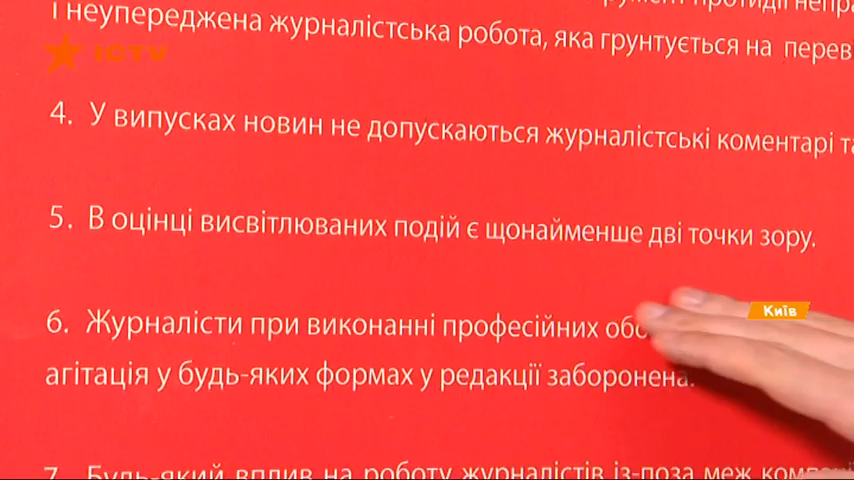 і неупереджена журналістська робота, яка грунтується на
ICTV
4. У випусках новин не допускаються журналістські коментарі
5. В оцінці висвітлюваних подій є щонайменше дві точки зору.
Київ
6. Журналісти при виконанні професійних
агітація у будь-яких формах у редакції заборонена.
7. Будь-який вплив на роботу журналістів із-поза меж